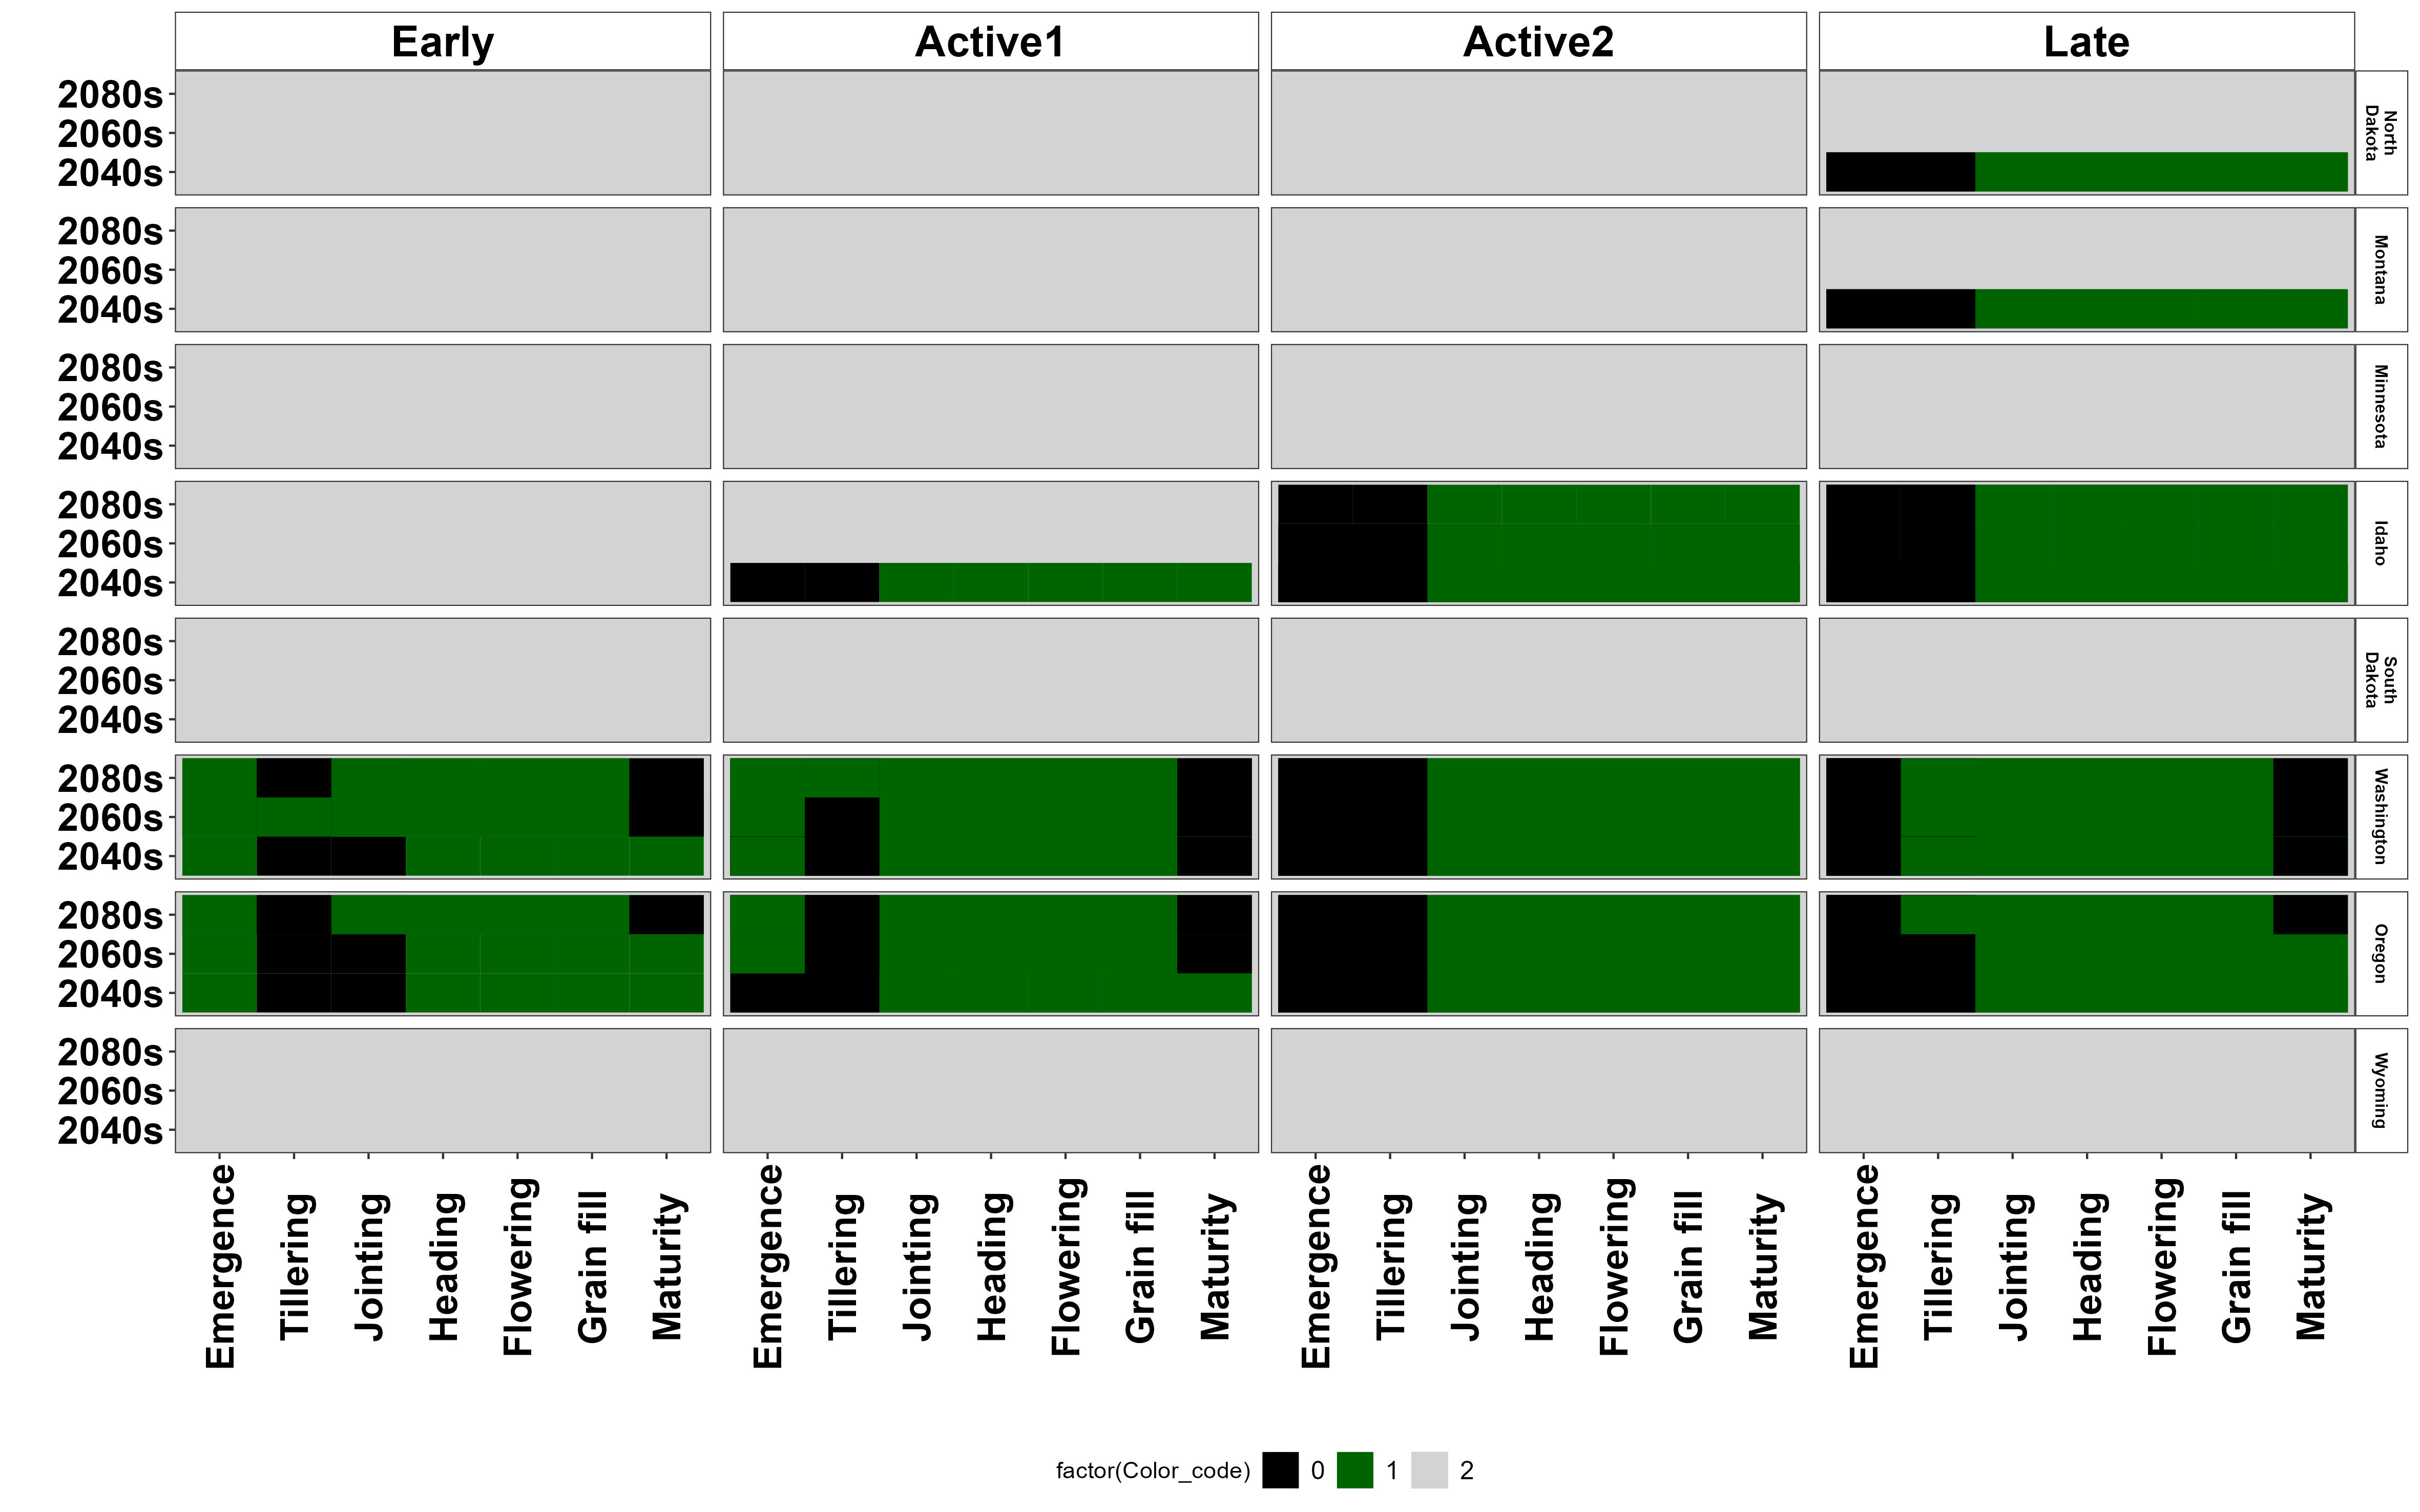 Early Active1 Active2 Late
2080s
2060s
2040s
North
Dakota
2080s
2060s
2040s
Montana
2080s
2060s
2040s
Minnesota
2080s
2060s
2040s
Idaho
2080s
2060s
2040s
South
Dakota
2080s
2060s
2040s
Washington
2080s
2060s
2040s
Oregon
2080s
2060s
2040s
Wyoming
Emergence
Tillering
Jointing
Heading
Flowering
Grain fill
Maturity
Emergence
Tillering
Jointing
Heading
Flowering
Grain fill
Maturity
Emergence
Tillering
Jointing
Heading
Flowering
Grain fill
Maturity
Emergence
Tillering
Jointing
Heading
Flowering
Grain fill
Maturity
factor(Color_code) 0 1 2